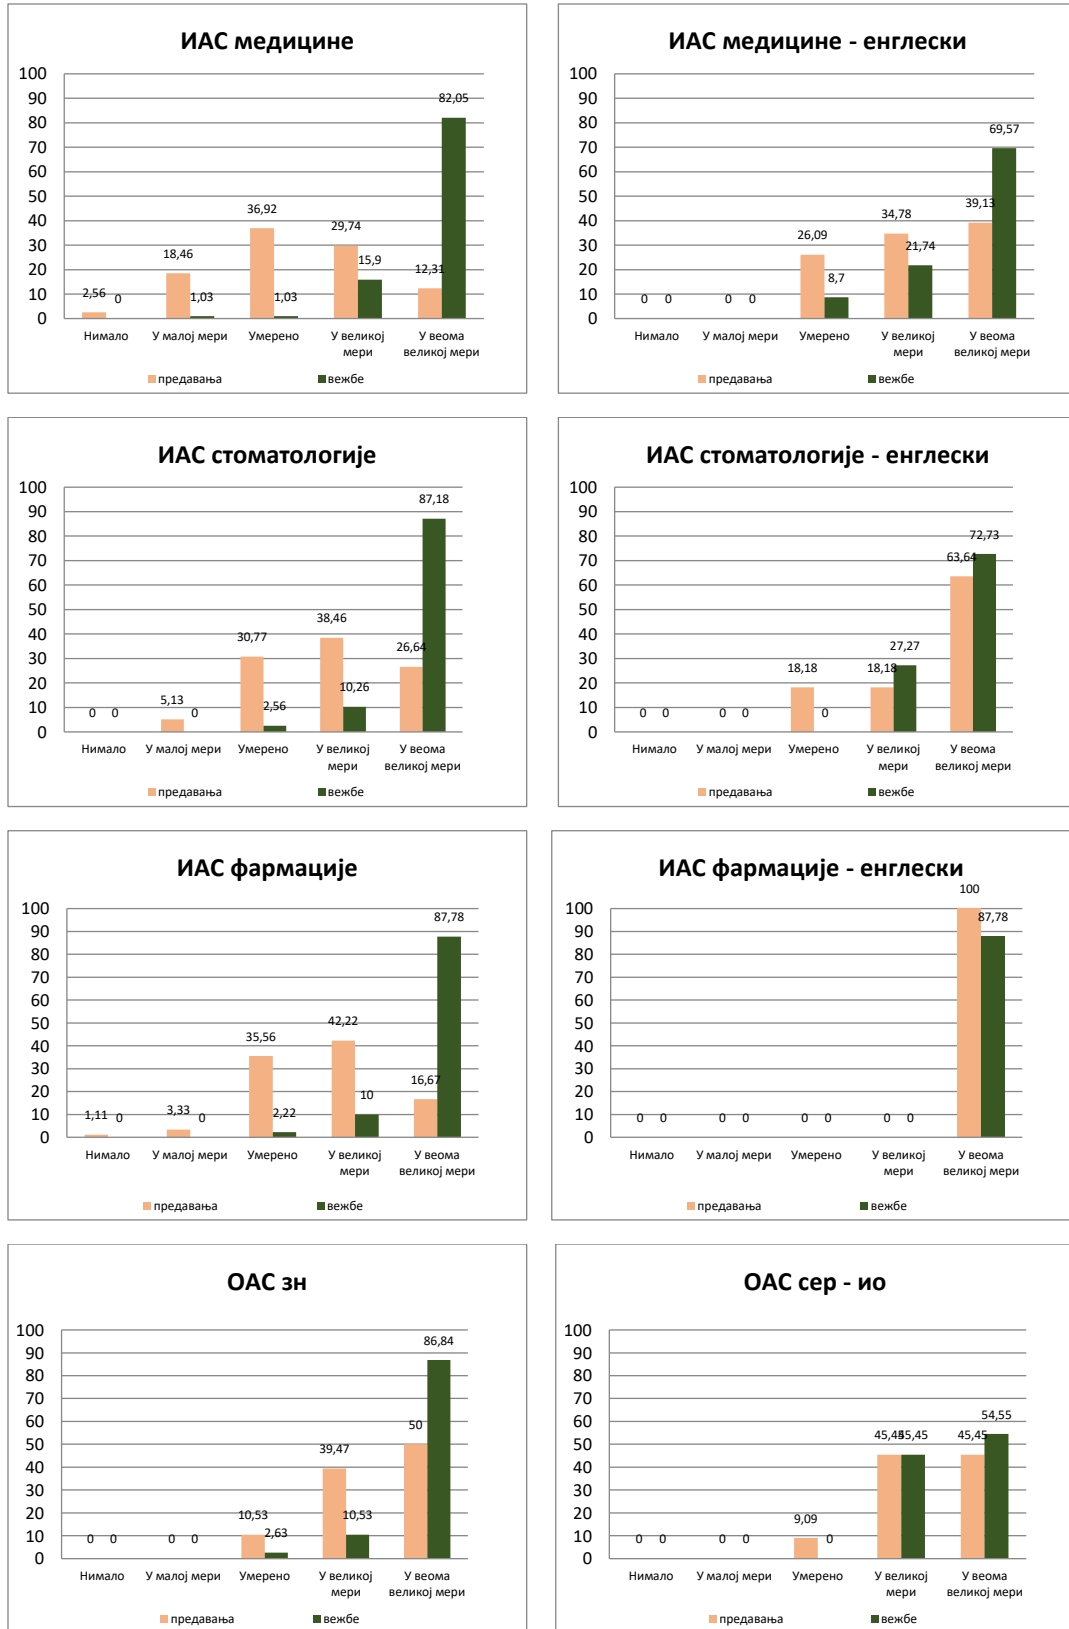 ИАС медицине
100
90
80
70
60
50
40
30
20
10
0
2,56
0
18,46
1,03
36,92
1,03
29,74
15,9
12,31
82,05
Нимало
У малој мери
Умерено
У великој мери
У веома великој мери
предавања
вежбе
ИАС медицине - енглески
100
90
80
70
60
50
40
30
20
10
0
0
0
0
0
26,09
8,7
34,78
21,74
39,13
69,57
Нимало
У малој мери
Умерено
У великој мери
У веома великој мери
предавања
вежбе
ИАС стоматологије
100
90
80
70
60
50
40
30
20
10
0
0
0
5,13
0
30,77
2,56
38,46
10,26
26,64
87,18
Нимало
У малој мери
Умерено
У великој мери
У веома великој мери
предавања
вежбе
ИАС стоматологије - енглески
100
90
80
70
60
50
40
30
20
10
0
0
0
0
0
18,18
0
18,18
27,27
63,64
72,73
Нимало
У малој мери
Умерено
У великој мери
У веома великој мери
предавања
вежбе
ИАС фармације
100
90
80
70
60
50
40
30
20
10
0
1,11
0
3,33
0
35,56
2,22
42,22
10
16,67
87,78
Нимало
У малој мери
Умерено
У великој мери
У веома великој мери
предавања
вежбе
ИАС фармације - енглески
100
90
80
70
60
50
40
30
20
10
0
0
0
0
0
0
0
0
0
100
87,78
Нимало
У малој мери
Умерено
У великој мери
У веома великој мери
предавања
вежбе
ОАС зн
100
90
80
70
60
50
40
30
20
10
0
0
0
0
0
10,53
2,63
39,47
10,53
50
86,84
Нимало
У малој мери
Умерено
У великој мери
У веома великој мери
предавања
вежбе
ОАС сер - ио
100
90
80
70
60
50
40
30
20
10
0
0
0
0
0
9,09
0
45,45
45,45
45,45
54,55
Нимало
У малој мери
Умерено
У великој мери
У веома великој мери
предавања
вежбе